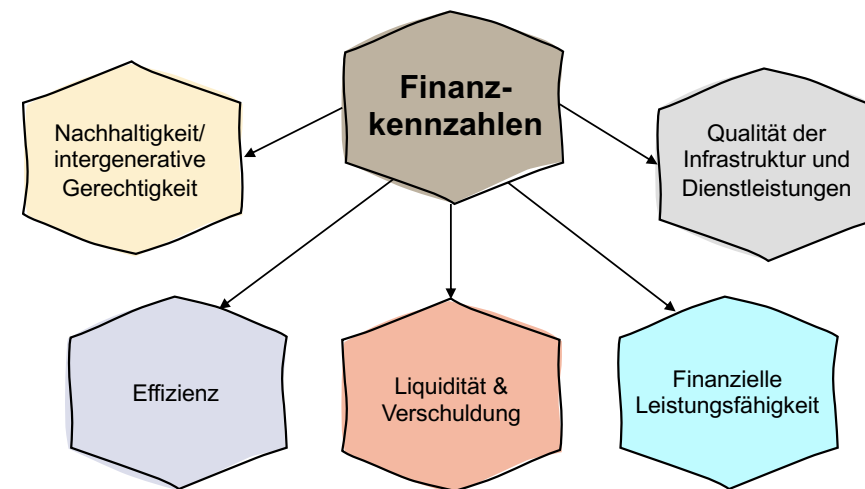 Finanz-
kennzahlen
Nachhaltigkeit/
intergenerative
Gerechtigkeit
Qualität der
Infrastruktur und
Dienstleistungen
Effizienz
Liquidität &
Verschuldung
Finanzielle
Leistungsfähigkeit